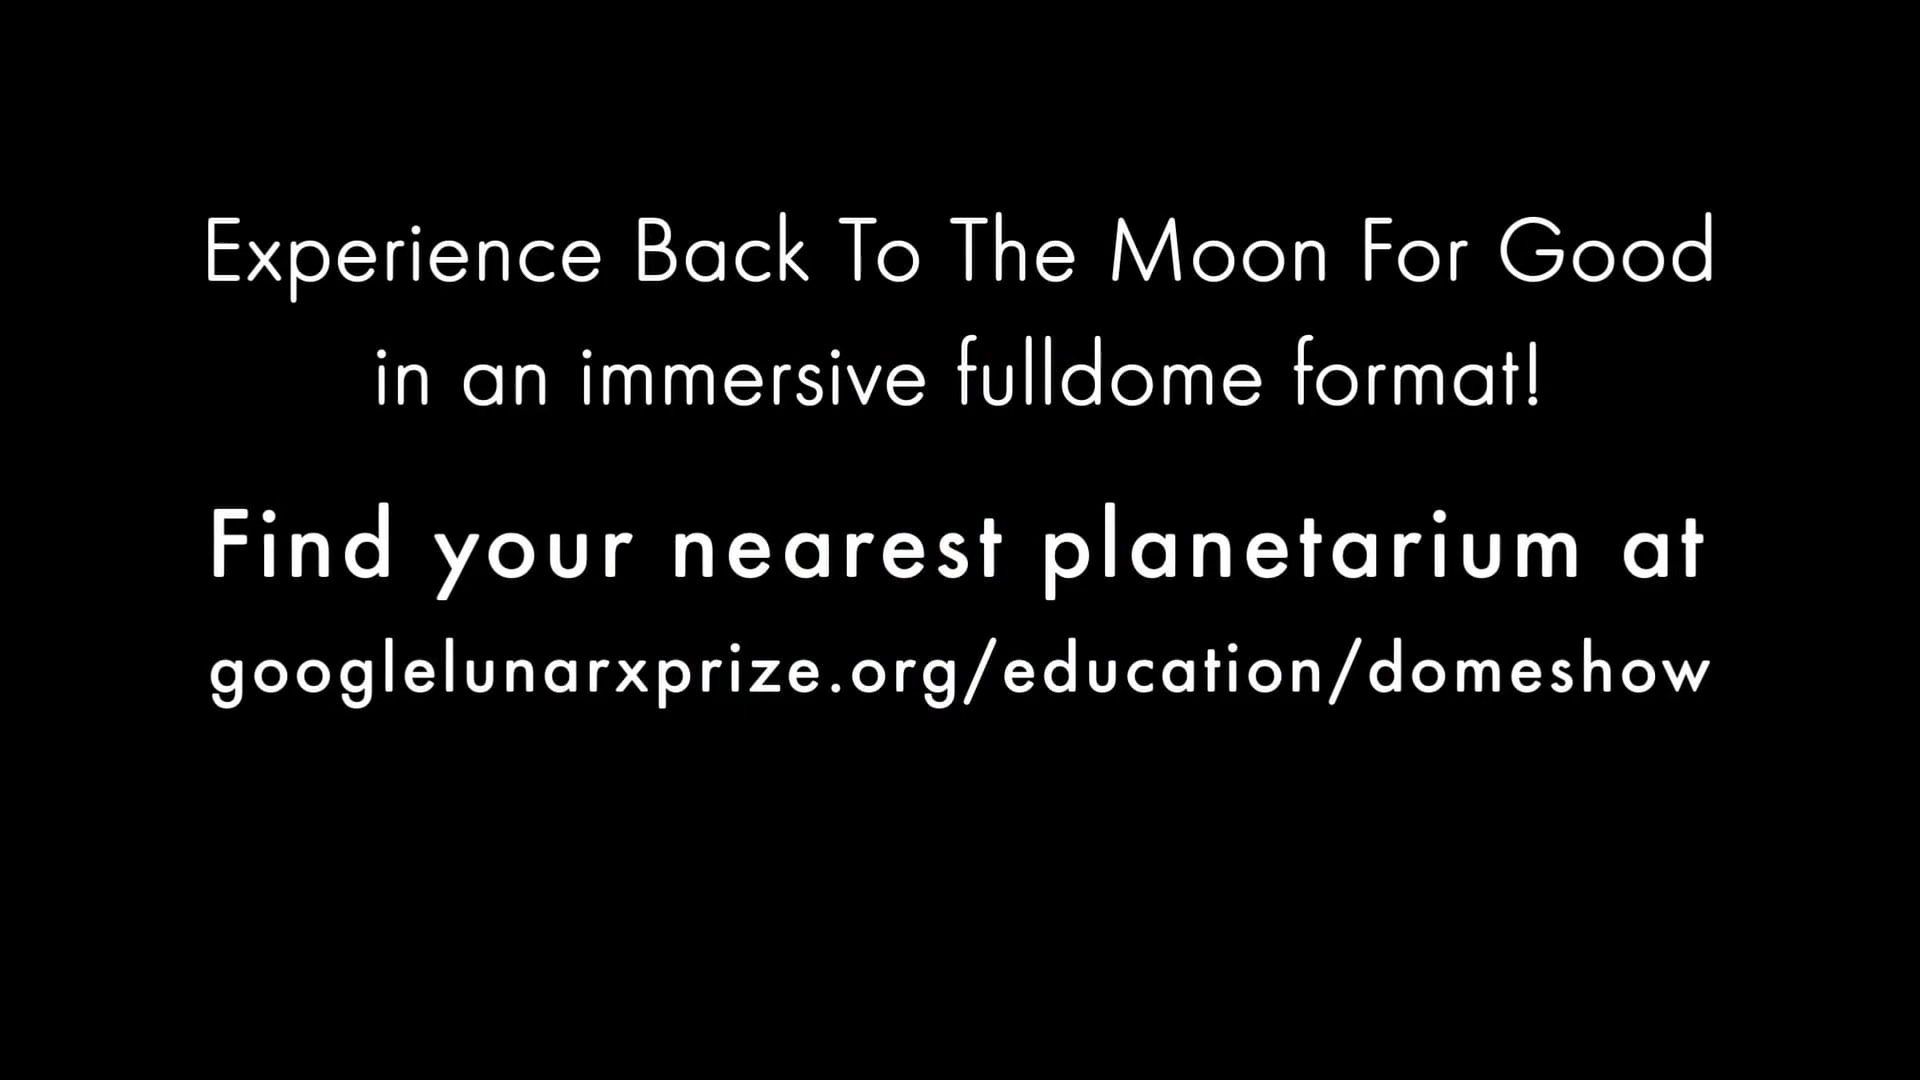 Experience Back To The Moon For Good
in an immersive fulldome format!
Find your nearest planetarium at
googlelunarxprize.org/education/domeshow